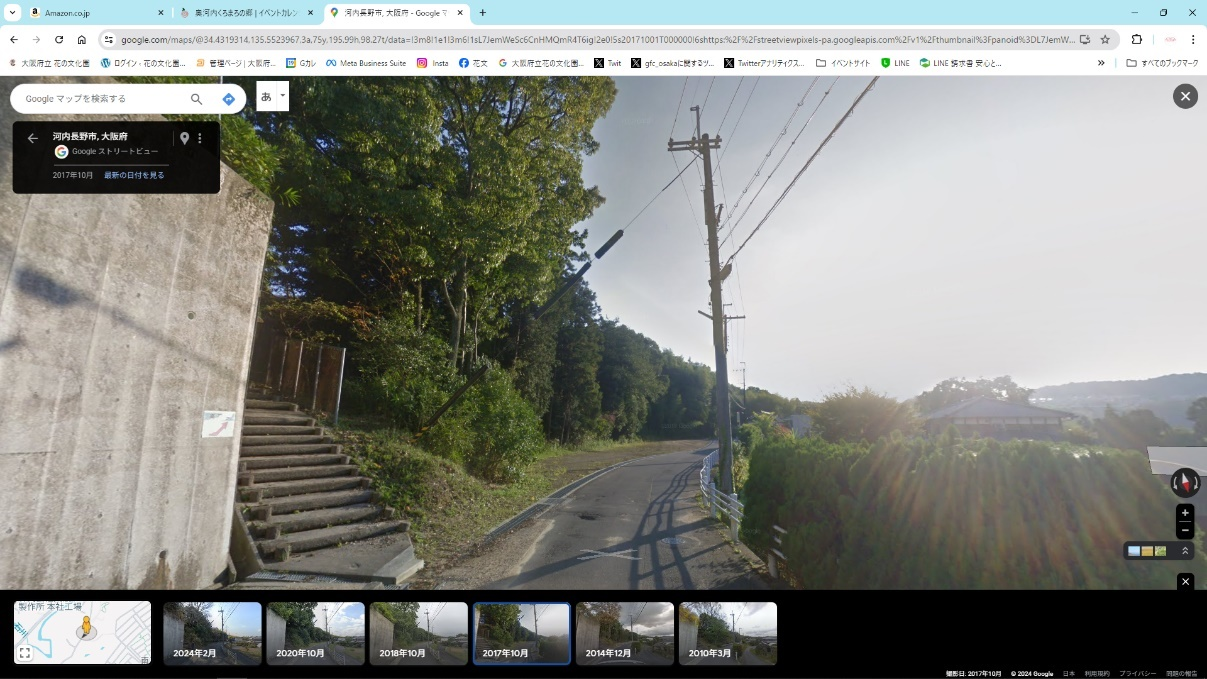 Amazon.co.jp
奥河内くろまろの郷 | イベントカレン
河内長野市, 大阪府 - Google マ
google.com/maps/@34.4319314,135.5523967,3a,75y,195.99h,98.27t/data=!3m8!1e1!3m6!1sL7JemWeSc6CnHMQmR4T6ig!2e0!5s20171001T000000!6shttps:%2F%2Fstreetviewpixels-pa.googleapis.com%2Fv1%2Fthumbnail%3Fpanoid%3DL7JemW...
大阪府立 花の文化園
ログイン ‹ 花の文化園...
管理ページ | 大阪府...
Gカレ
Meta Business Suite
Insta
花文
大阪府立花の文化園...
Twit
gfc_osakaに関するツ...
Twitterアナリティクス...
イベントサイト
LINE
LINE 請求書 安心と...
»
すべてのブックマーク
Google マップを検索する
あ
河内長野市, 大阪府
Google ストリートビュー
2017年10月 最新の日付を見る
製作所 本社工場
石川
南
2024年2月
2020年10月
2018年10月
2017年10月
2014年12月
2010年3月
撮影日: 2017年10月 © 2024 Google 日本 利用規約 プライバシー 問題の報告